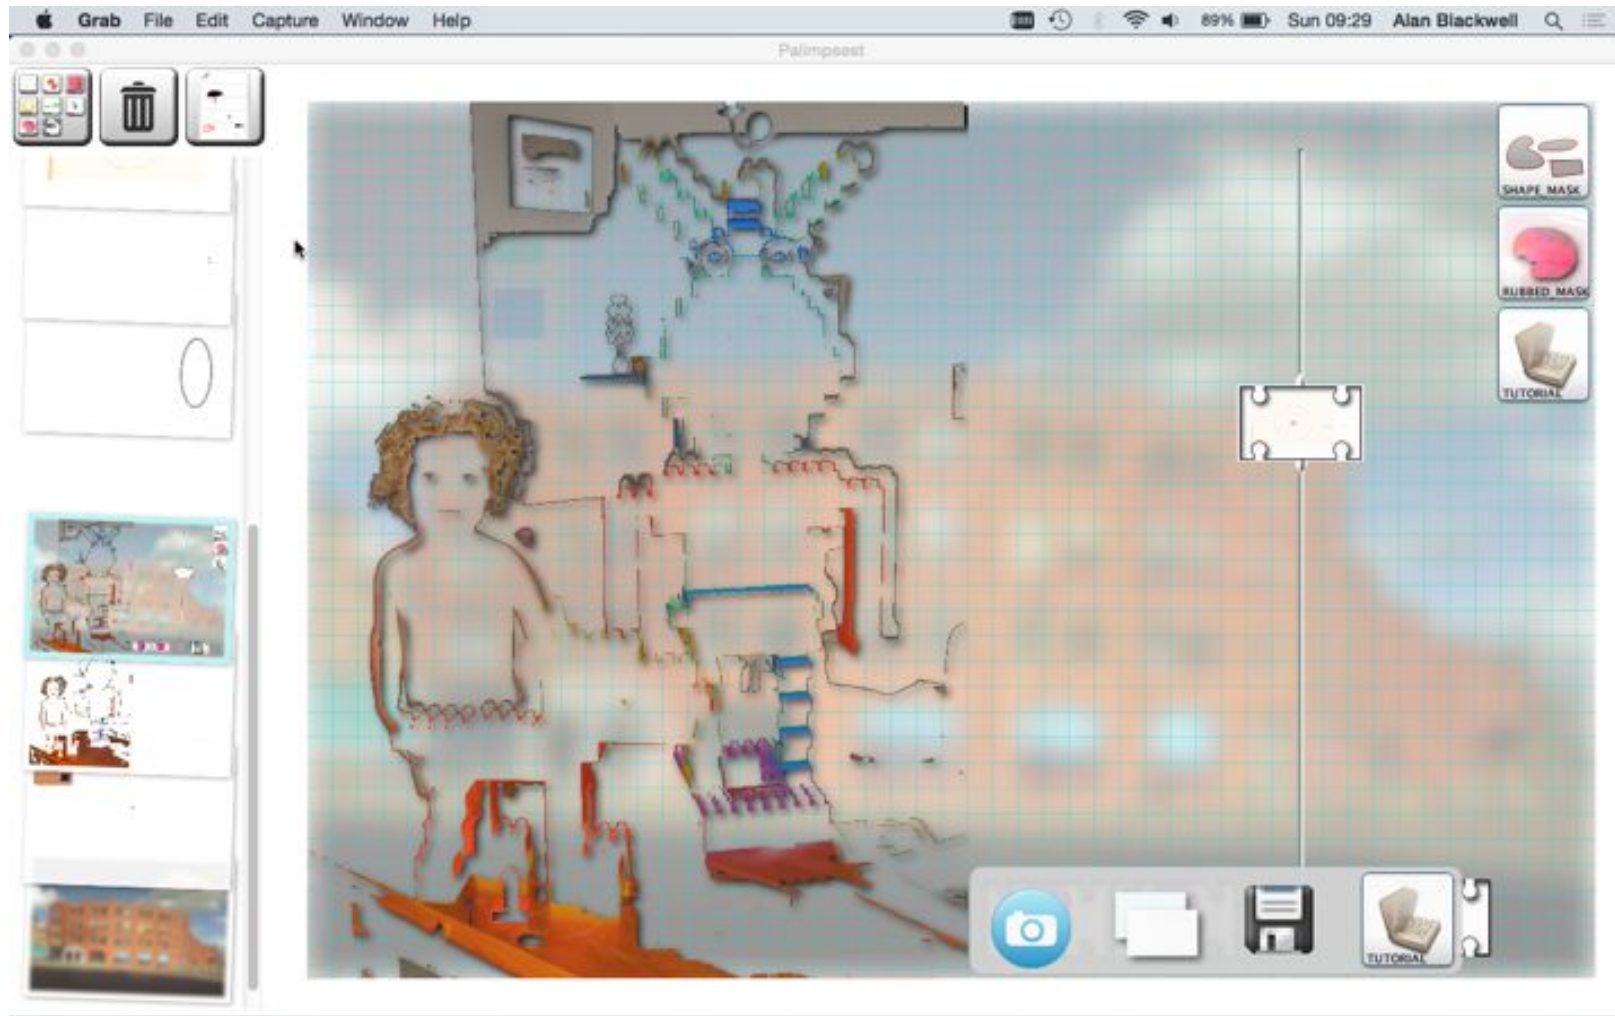 Grab File Edit Capture Window Help 89% Sun 09:29 Alan Blackwell
Palimpsest
SHAPE_MASK
RUBBED_MASK
TUTORIAL
TUTORIAL